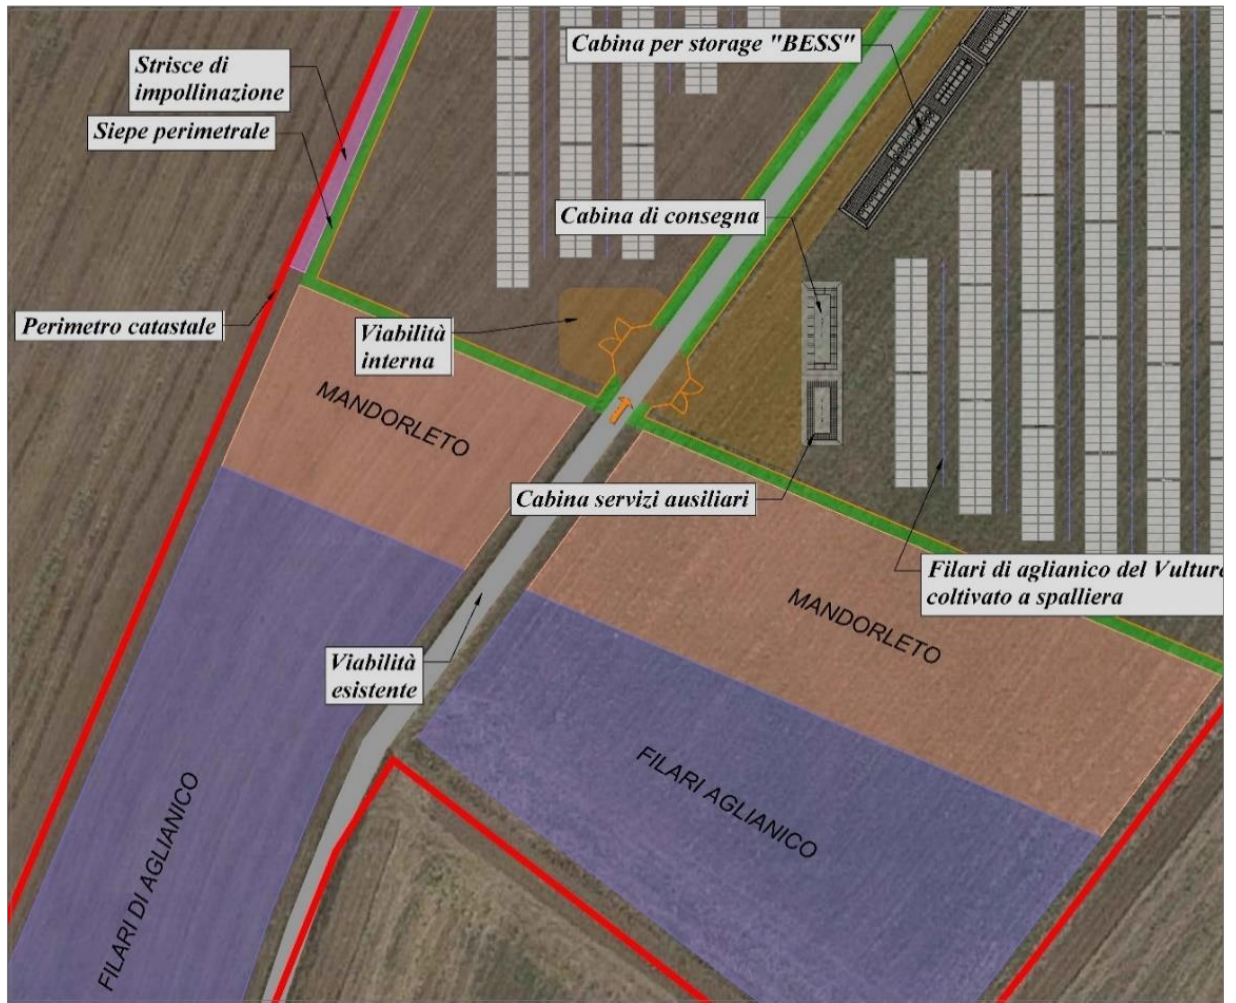 Cabina per storage "BESS"
Strisce di
impollinazione
Siepe perimetrale
Cabina di consegna
Perimetro catastale
Viabilità
interna
MANDORLETO
Cabina servizi ausiliari
Filari di aglianico del Vulture
coltivato a spalliera
MANDORLETO
Viabilità
esistente
FILARI AGLIANICO
FILARI DI AGLIANICO